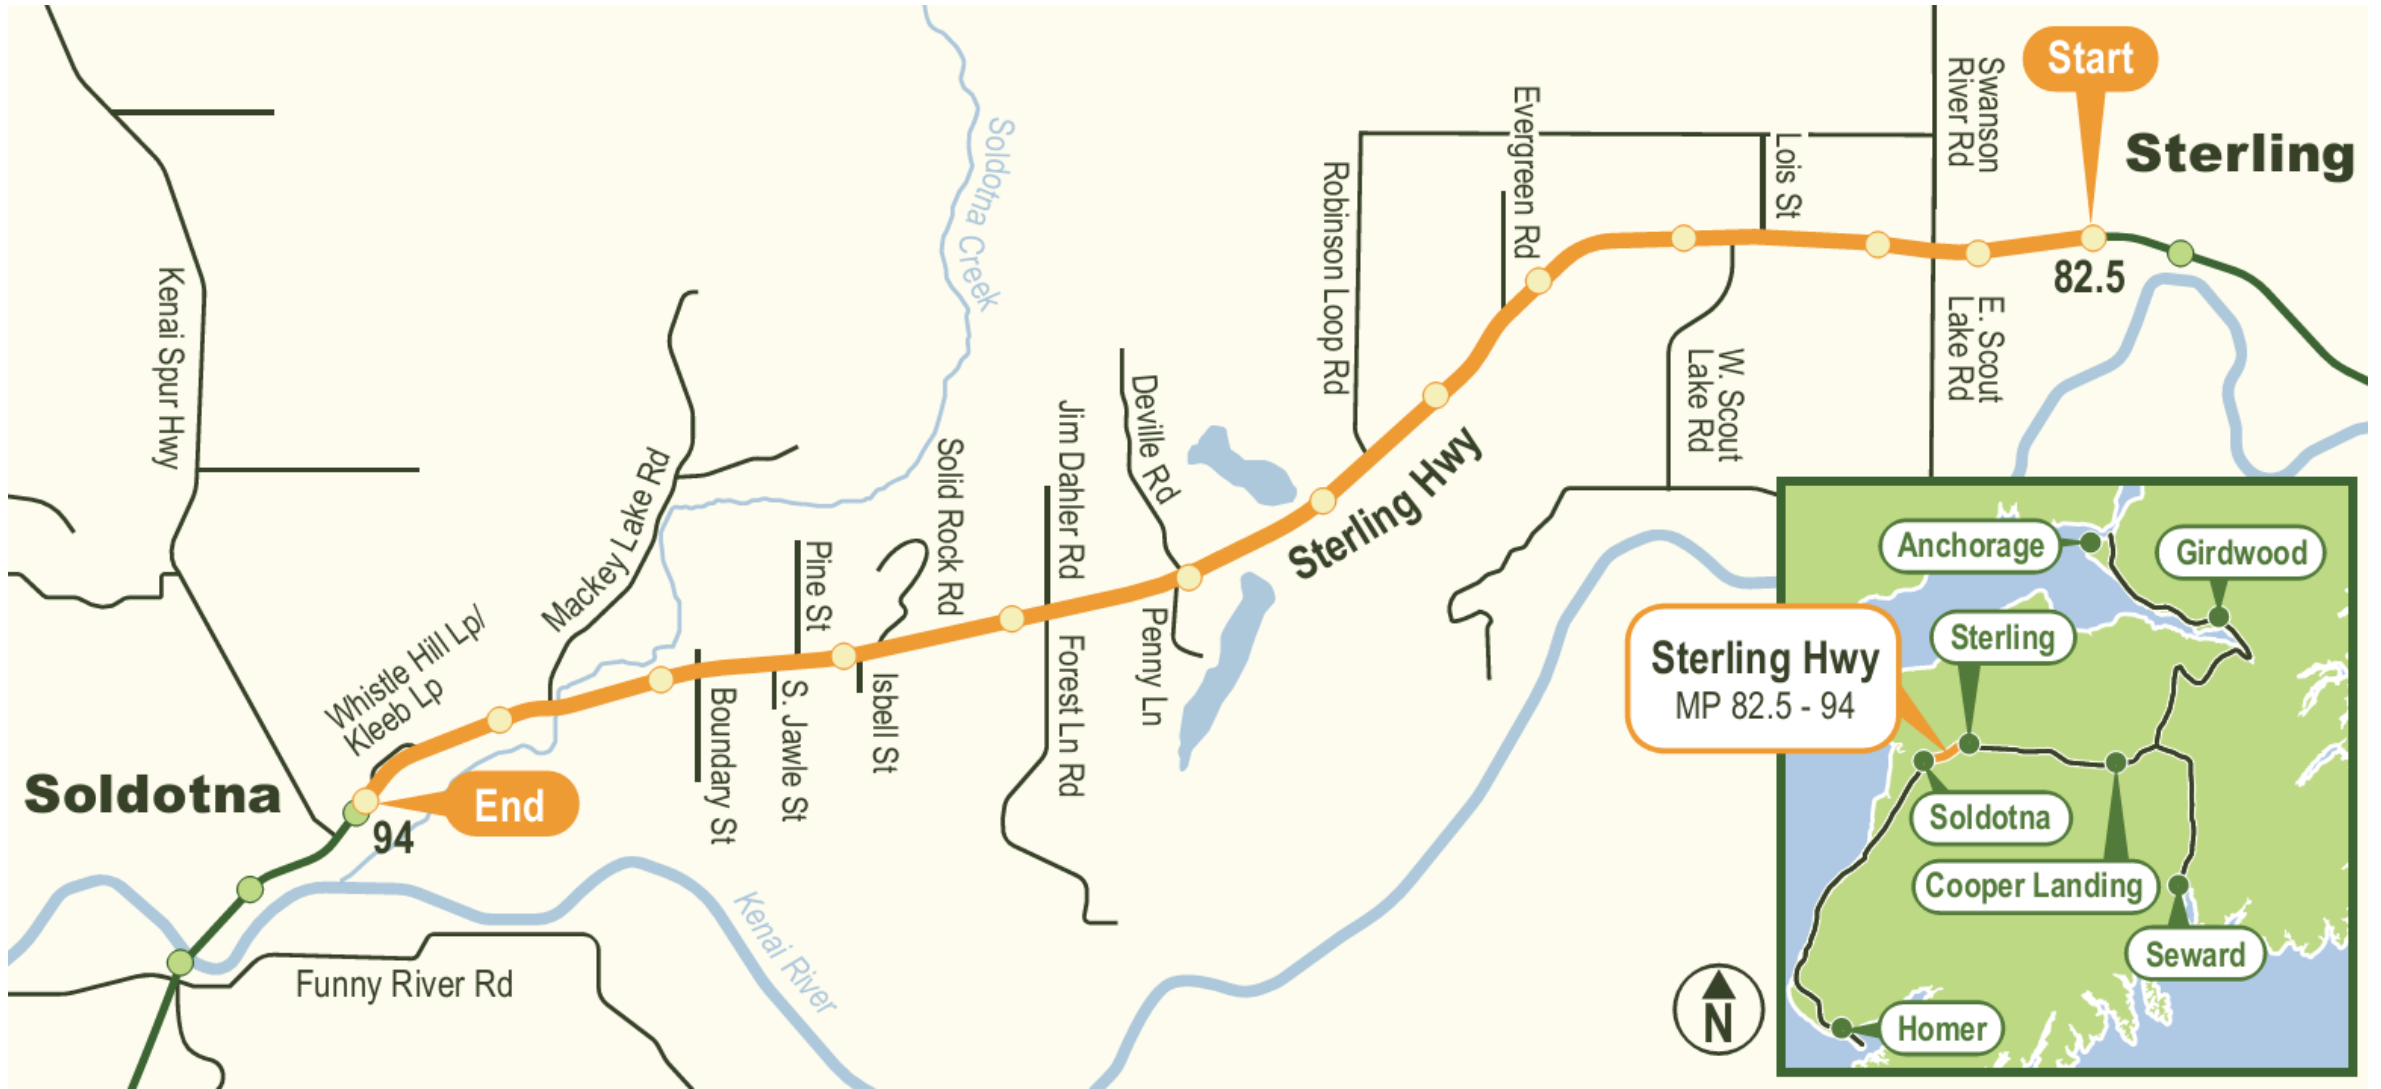 Start
Sterling
82.5
Swanson
River Rd
E. Scout
Lake Rd
Lois St
W. Scout
Lake Rd
Evergreen Rd
Robinson Loop Rd
Sterling Hwy
Deville Rd
Penny Ln
Jim Dahler Rd
Forest Ln Rd
Solid Rock Rd
Isbell St
Pine St
S. Jawle St
Boundary St
Soldotna Creek
Mackey Lake Rd
Whistle Hill Lp/
Kleeb Lp
Kenai Spur Hwy
Soldotna
End
94
Funny River Rd
Kenai River
N
Anchorage
Girdwood
Sterling
Sterling Hwy
MP 82.5 - 94
Soldotna
Cooper Landing
Seward
Homer